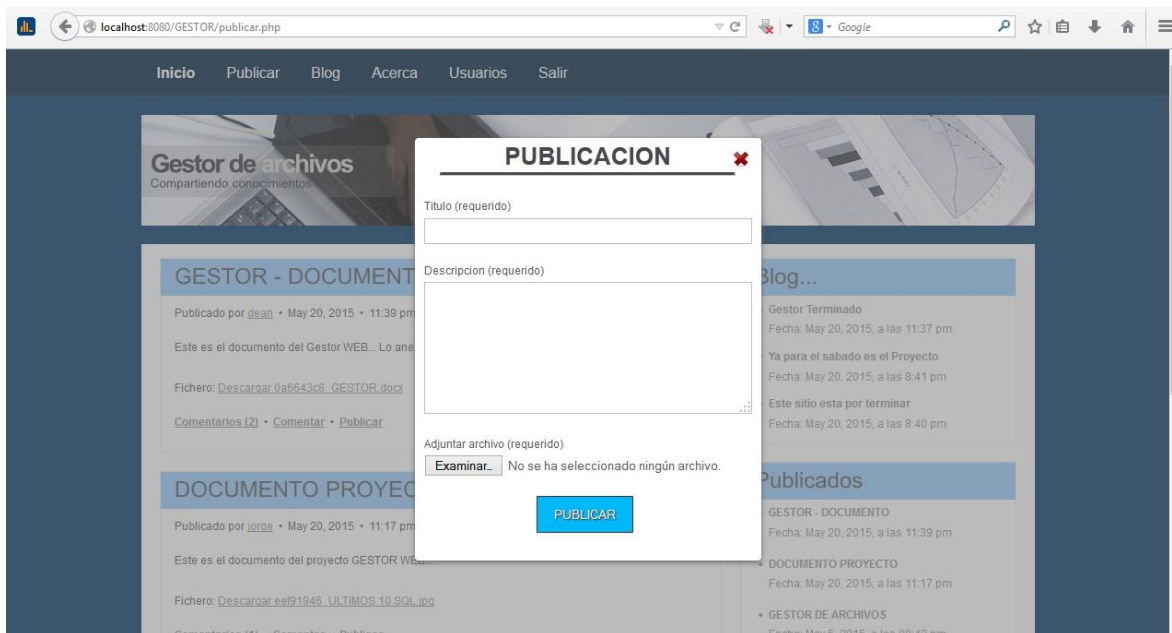 localhost:8080/GESTOR/publicar.php
Google
Inicio Publicar Blog Acerca Usuarios Salir
Gestor de archivos
Compartiendo conocimientos
PUBLICACION
Titulo (requerido)
Descripcion (requerido)
Adjuntar archivo (requerido)
Examinar... No se ha seleccionado ningún archivo.
PUBLICAR
GESTOR - DOCUMENT
Publicado por dean • May 20, 2015 • 11:39 pm
Este es el documento del Gestor WEB... Lo ane
Fichero: Descargar 0a6643c8_GESTOR.docx
Comentarios (2) • Comentar • Publicar
DOCUMENTO PROYEC
Publicado por jorge • May 20, 2015 • 11:17 pm
Este es el documento del proyecto GESTOR WEB...
Fichero: Descargar eef91946_ULTIMOS 10 SQL.jpg
Blog...
Gestor Terminado
Fecha: May 20, 2015, a las 11:37 pm
Ya para el sabado es el Proyecto
Fecha: May 20, 2015, a las 8:41 pm
Este sitio esta por terminar
Fecha: May 20, 2015, a las 8:40 pm
Publicados
• GESTOR - DOCUMENTO
Fecha: May 20, 2015, a las 11:39 pm
• DOCUMENTO PROYECTO
Fecha: May 20, 2015, a las 11:17 pm
• GESTOR DE ARCHIVOS